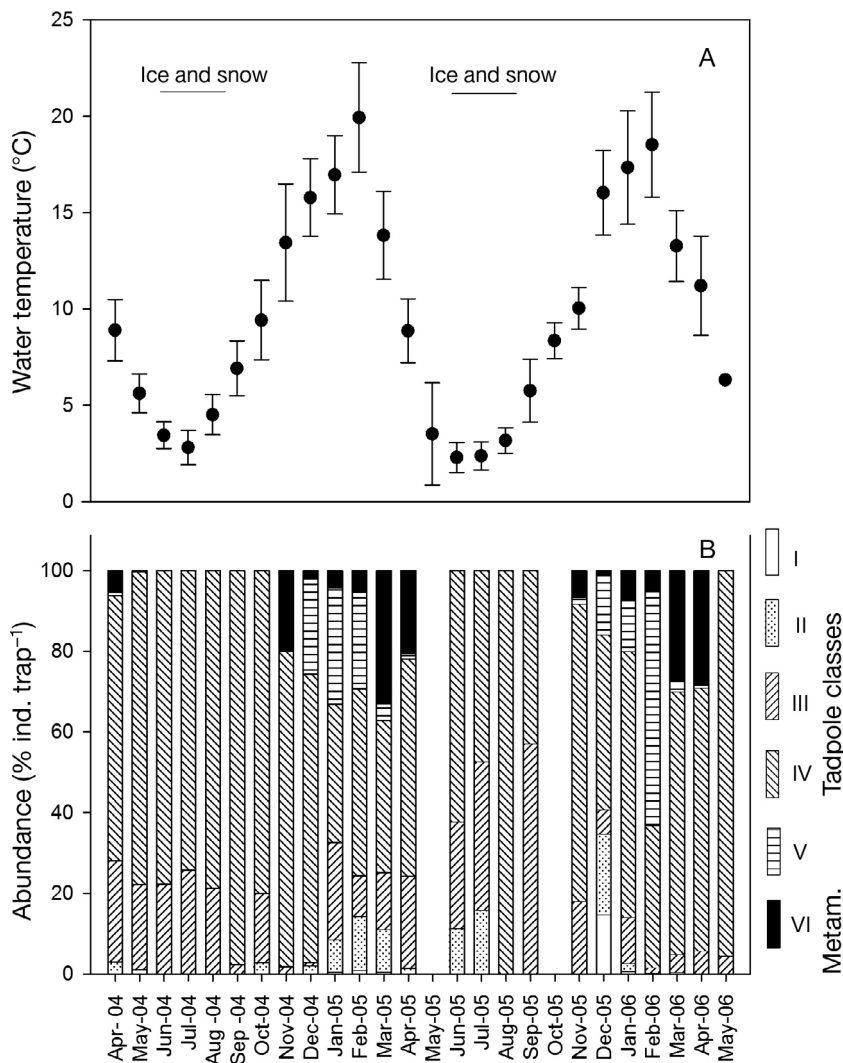 25
20
15
10
5
0
Water temperature (°C)
Ice and snow
Ice and snow
A
B
100
80
60
40
20
0
Abundance (% ind. trap⁻¹)
Apr- 04
May-04
Jun-04
Jul-04
Aug-04
Sep -04
Oct-04
Nov-04
Dec-04
Jan-05
Feb-05
Mar-05
Apr-05
May-05
Jun-05
Jul-05
Aug-05
Sep-05
Oct-05
Nov-05
Dec-05
Jan-06
Feb-06
Mar-06
Apr-06
May-06
I
II
III
IV
V
VI
Tadpole classes
Metam.